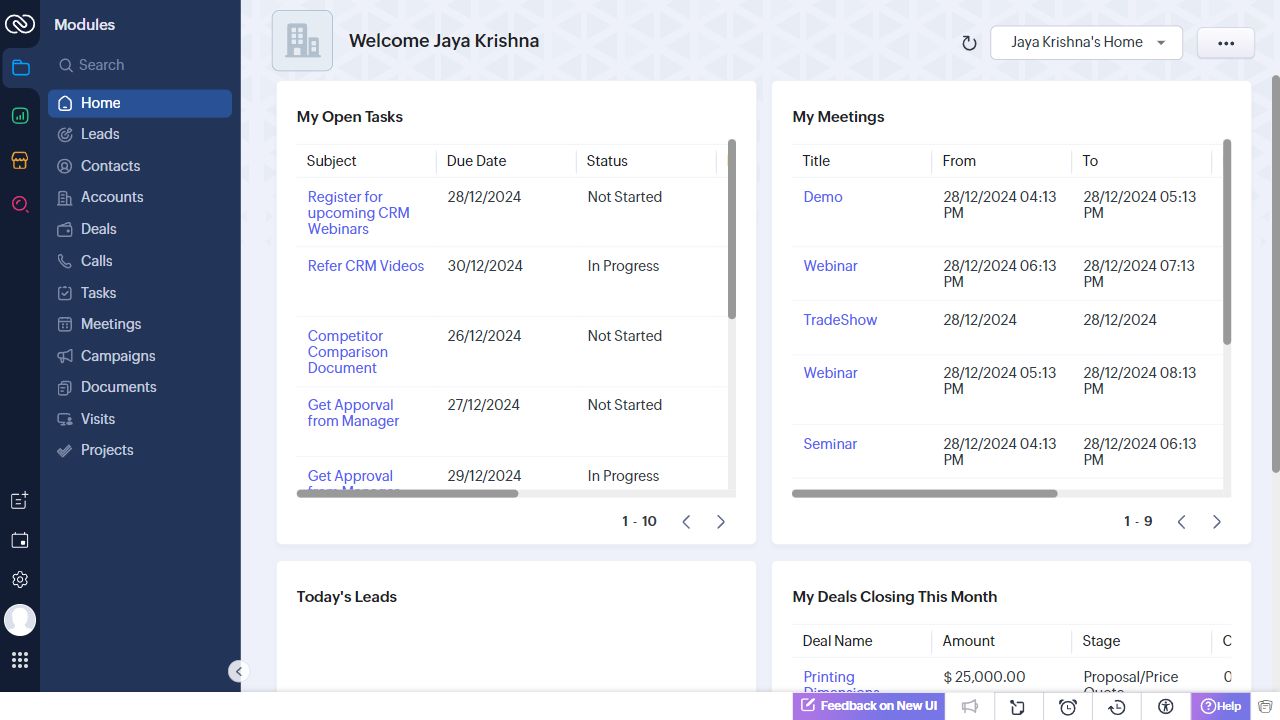 Modules
Search
Home
Leads
Contacts
Accounts
Deals
Calls
Tasks
Meetings
Campaigns
Documents
Visits
Projects
Welcome Jaya Krishna
Jaya Krishna's Home
My Open Tasks
Subject Due Date Status
Register for upcoming CRM Webinars 28/12/2024 Not Started
Refer CRM Videos 30/12/2024 In Progress
Competitor Comparison Document 26/12/2024 Not Started
Get Apporval from Manager 27/12/2024 Not Started
Get Approval from Manager 29/12/2024 In Progress
1 - 10
My Meetings
Title From To
Demo 28/12/2024 04:13 PM 28/12/2024 05:13 PM
Webinar 28/12/2024 06:13 PM 28/12/2024 07:13 PM
TradeShow 28/12/2024 28/12/2024
Webinar 28/12/2024 05:13 PM 28/12/2024 08:13 PM
Seminar 28/12/2024 04:13 PM 28/12/2024 06:13 PM
1 - 9
Today's Leads
My Deals Closing This Month
Deal Name Amount Stage C
Printing Dimensions $ 25,000.00 Proposal/Price Quote 0
Feedback on New UI
Help